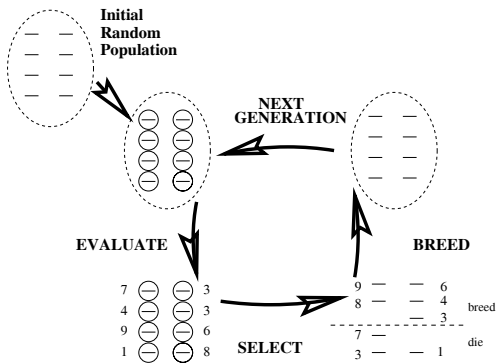 Initial
Random
Population
NEXT
GENERATION
EVALUATE
BREED
7 3
4 3
9 6
1 8
SELECT
9 6
8 4
3
breed
7
die
3 1